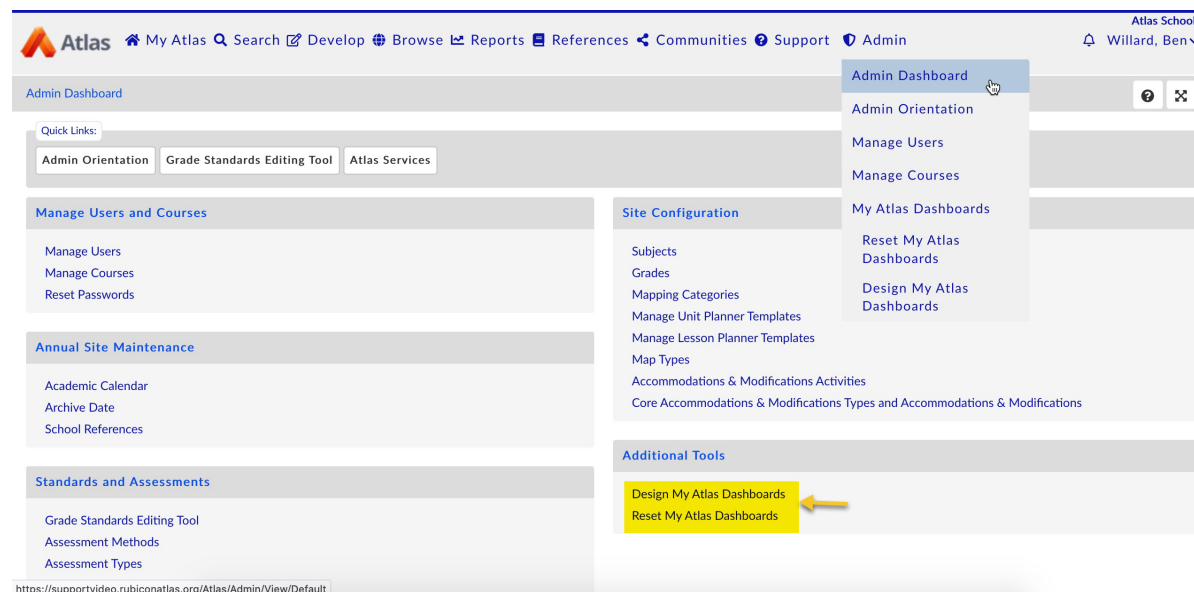 Atlas School
Atlas My Atlas Search Develop Browse Reports References Communities Support Admin Willard, Ben
Admin Dashboard
Admin Orientation
Manage Users
Manage Courses
My Atlas Dashboards
Reset My Atlas
Dashboards
Design My Atlas
Dashboards
Admin Dashboard
Quick Links:
Admin Orientation Grade Standards Editing Tool Atlas Services
Manage Users and Courses
Manage Users
Manage Courses
Reset Passwords
Annual Site Maintenance
Academic Calendar
Archive Date
School References
Standards and Assessments
Grade Standards Editing Tool
Assessment Methods
Assessment Types
Site Configuration
Subjects
Grades
Mapping Categories
Manage Unit Planner Templates
Manage Lesson Planner Templates
Map Types
Accommodations & Modifications Activities
Core Accommodations & Modifications Types and Accommodations & Modifications
Additional Tools
Design My Atlas Dashboards
Reset My Atlas Dashboards
https://supportvideo.rubiconatlas.org/Atlas/Admin/View/Default